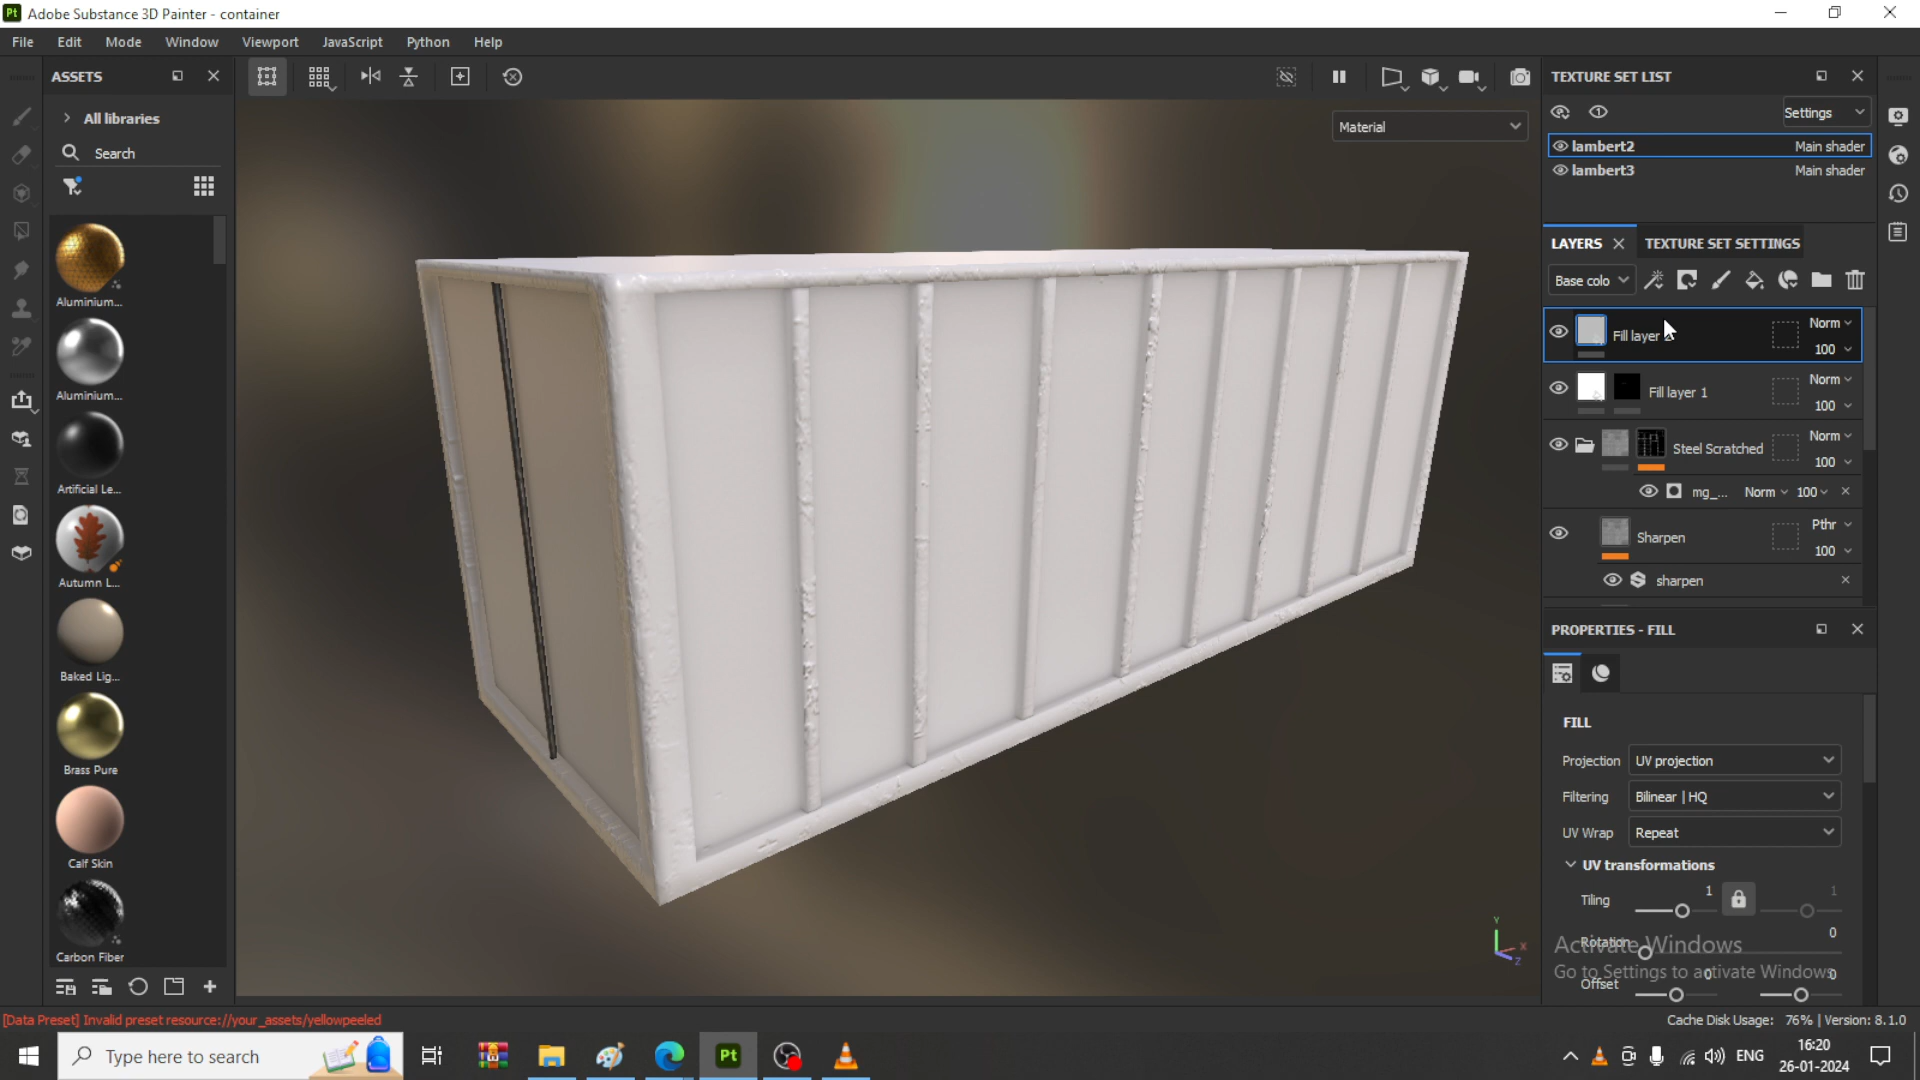 Pt Adobe Substance 3D Painter - container
File Edit Mode Window Viewport JavaScript Python Help
ASSETS
All libraries
Search
Aluminium...
Aluminium...
Artificial Le...
Autumn L...
Baked Lig...
Brass Pure
Calf Skin
Carbon Fiber
Material
Y
X
Z
TEXTURE SET LIST
Settings
lambert2 Main shader
lambert3 Main shader
LAYERS TEXTURE SET SETTINGS
Base colo
Fill layer Norm
100
Fill layer 1 Norm
100
Steel Scratched Norm
100
mg_... Norm 100
Sharpen Pthr
100
sharpen
PROPERTIES - FILL
FILL
Projection UV projection
Filtering Bilinear | HQ
UV Wrap Repeat
UV transformations
Tiling 1 1
Rotation 0
Offset 0 0
Activate Windows
Go to Settings to activate Windows.
[Data Preset] Invalid preset resource://your_assets/yellowpeeled
Cache Disk Usage: 76% | Version: 8.1.0
Type here to search
Pt
ENG
16:20
26-01-2024